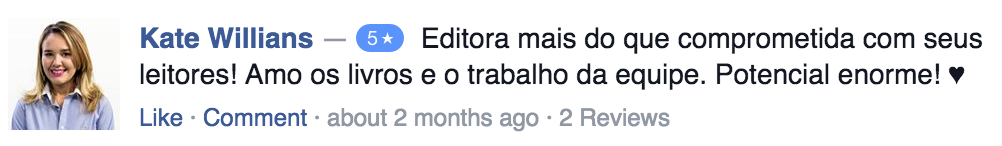 Kate Willians — 5★ Editora mais do que comprometida com seus
leitores! Amo os livros e o trabalho da equipe. Potencial enorme! ♥
Like · Comment · about 2 months ago · 2 Reviews